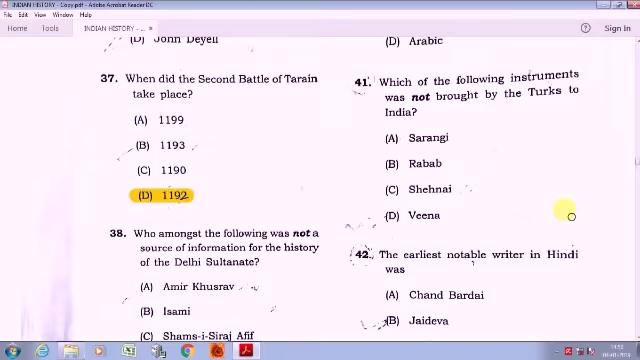 INDIAN HISTORY - Copy.pdf - Adobe Acrobat Reader DC
File Edit View Window Help
Home Tools INDIAN HISTORY - ... × Sign In
(D) John Deyell
37. When did the Second Battle of Tarain
take place?
(A) 1199
(B) 1193
(C) 1190
(D) 1192
38. Who amongst the following was not a
source of information for the history
of the Delhi Sultanate?
(A) Amir Khusrav
(B) Isami
(C) Shams-i-Siraj Afif
(D) Arabic
41. Which of the following instruments
was not brought by the Turks to
India?
(A) Sarangi
(B) Rabab
(C) Shehnai
(D) Veena
42. The earliest notable writer in Hindi
was
(A) Chand Bardai
(B) Jaideva